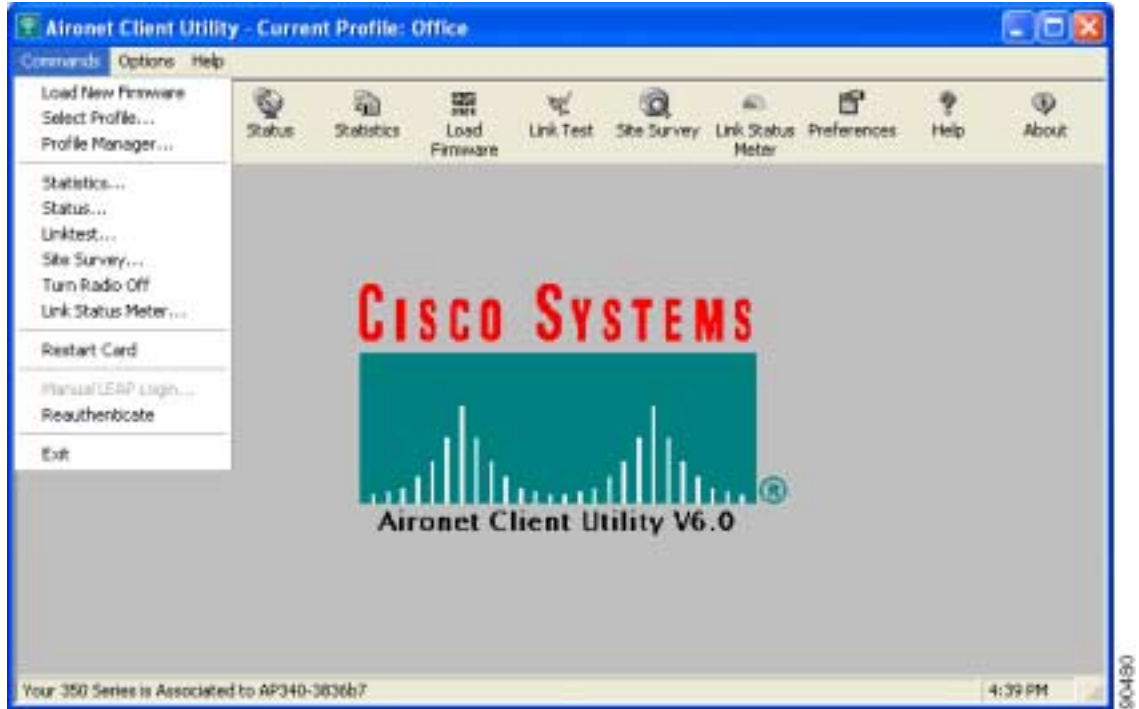 Aironet Client Utility - Current Profile: Office
Commands Options Help
Load New Firmware
Select Profile...
Profile Manager...
Statistics...
Status...
Linktest...
Site Survey...
Turn Radio Off
Link Status Meter...
Restart Card
Manual LEAP Login...
Reauthenticate
Exit
Status
Statistics
Load
Firmware
Link Test
Site Survey
Link Status
Meter
Preferences
Help
About
CISCO SYSTEMS
®
Aironet Client Utility V6.0
Your 350 Series is Associated to AP340-3836b7
4:39 PM
90480